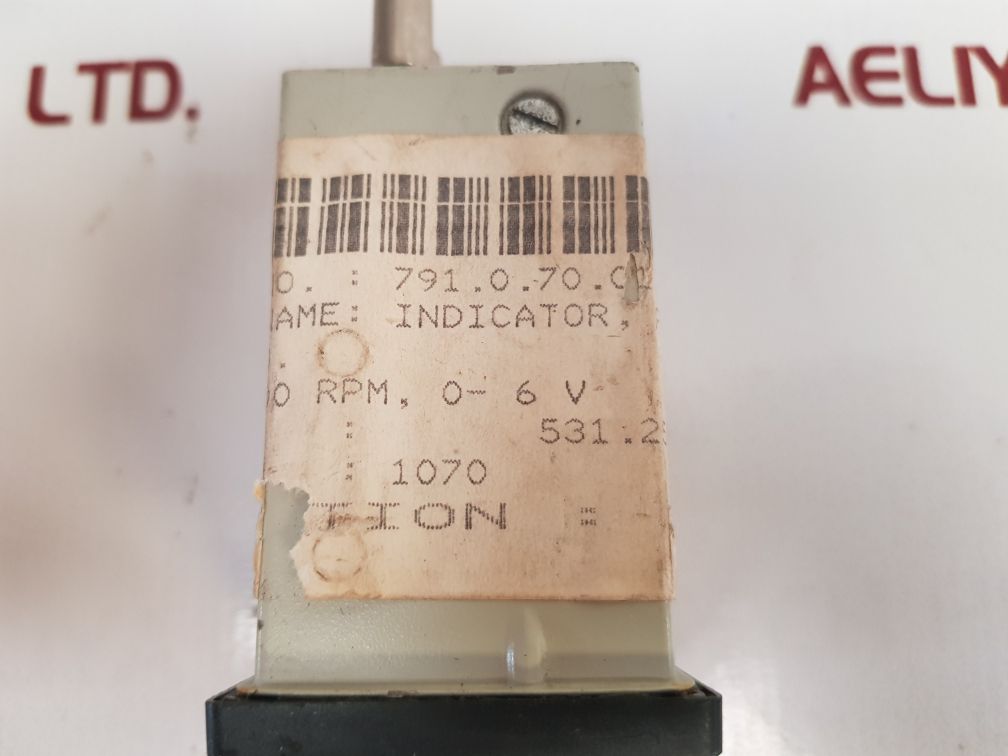 LTD.
AELIY
O. : 791.0.70.
AME: INDICATOR,
.
0 RPM, 0- 6 V
: 531.2
: 1070
TION :